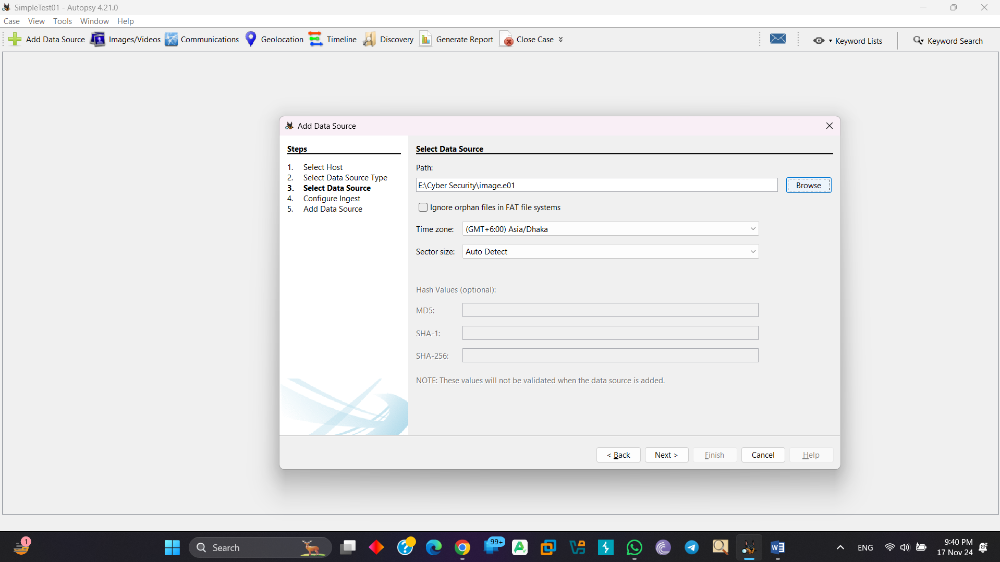 SimpleTest01 - Autopsy 4.21.0
Case View Tools Window Help
Add Data Source Images/Videos Communications Geolocation Timeline Discovery Generate Report Close Case Keyword Lists Keyword Search
Add Data Source
Steps
1. Select Host
2. Select Data Source Type
3. Select Data Source
4. Configure Ingest
5. Add Data Source
Select Data Source
Path:
E:\Cyber Security\image.e01 Browse
Ignore orphan files in FAT file systems
Time zone: (GMT+6:00) Asia/Dhaka
Sector size: Auto Detect
Hash Values (optional):
MD5:
SHA-1:
SHA-256:
NOTE: These values will not be validated when the data source is added.
< Back Next > Finish Cancel Help
1 Search 99+ ENG 9:40 PM
17 Nov 24